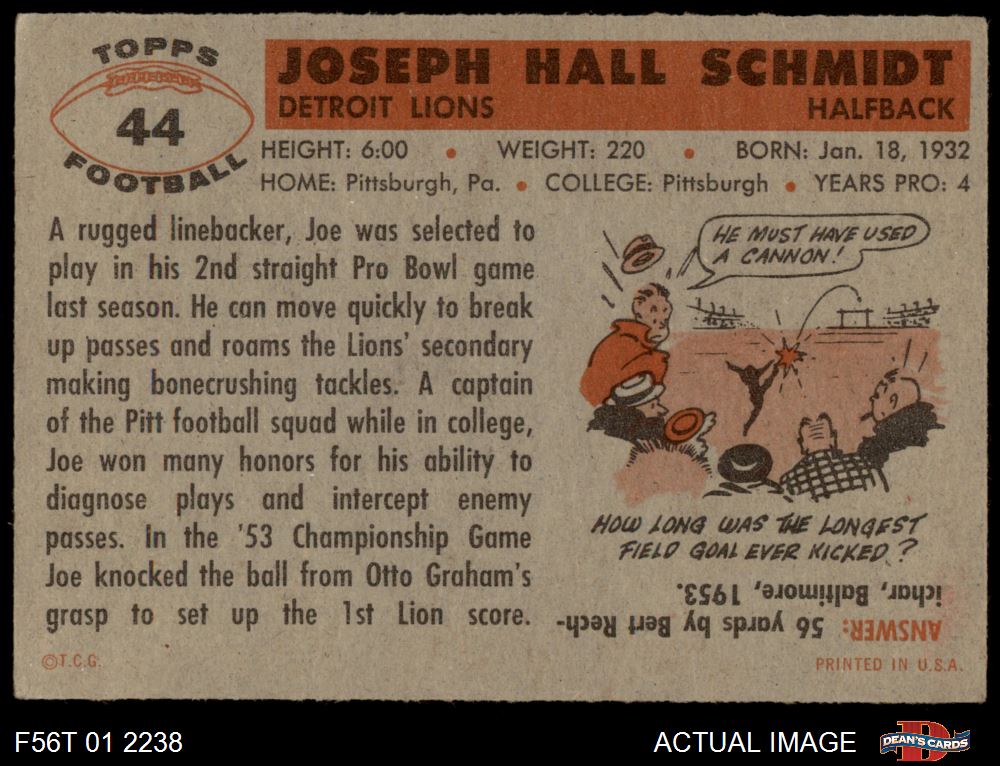 TOPPS
44
FOOTBALL
JOSEPH HALL SCHMIDT
DETROIT LIONS HALFBACK
HEIGHT: 6:00 • WEIGHT: 220 • BORN: Jan. 18, 1932
HOME: Pittsburgh, Pa. • COLLEGE: Pittsburgh • YEARS PRO: 4
A rugged linebacker, Joe was selected to
play in his 2nd straight Pro Bowl game
last season. He can move quickly to break
up passes and roams the Lions' secondary
making bonecrushing tackles. A captain
of the Pitt football squad while in college,
Joe won many honors for his ability to
diagnose plays and intercept enemy
passes. In the '53 Championship Game
Joe knocked the ball from Otto Graham's
grasp to set up the 1st Lion score.
HE MUST HAVE USED
A CANNON!
HOW LONG WAS THE LONGEST
FIELD GOAL EVER KICKED?
ANSWER: 56 yards by Bert Rech-
ichar, Baltimore, 1953.
©T.C.G.
PRINTED IN U.S.A.
F56T 01 2238
ACTUAL IMAGE
D
DEAN'S CARDS